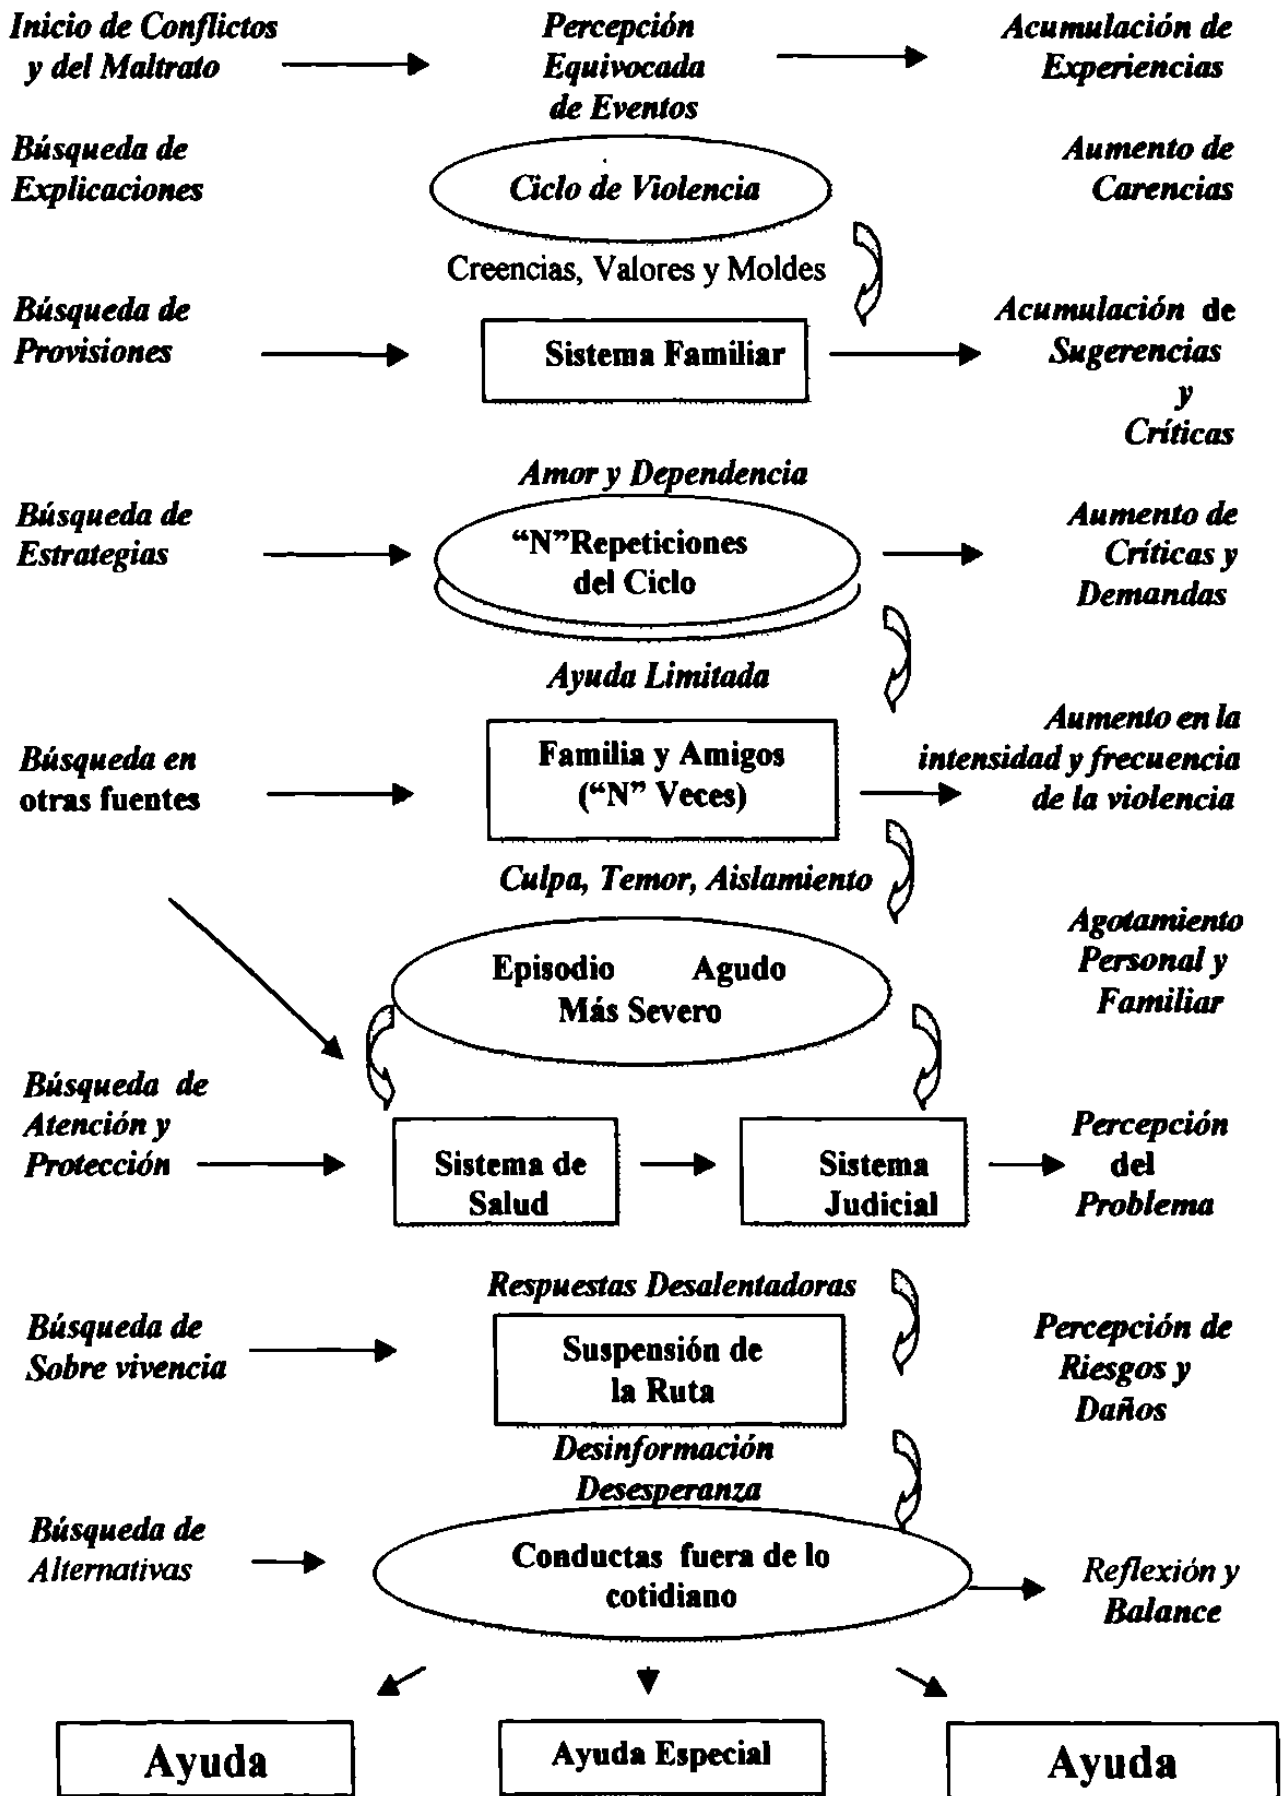 Inicio de Conflictos
y del Maltrato
Percepción
Equivocada
de Eventos
Acumulación de
Experiencias
Búsqueda de
Explicaciones
Ciclo de Violencia
Aumento de
Carencias
Creencias, Valores y Moldes
Búsqueda de
Provisiones
Sistema Familiar
Acumulación de
Sugerencias
y
Críticas
Amor y Dependencia
Búsqueda de
Estrategias
“N”Repeticiones
del Ciclo
Aumento de
Críticas y
Demandas
Ayuda Limitada
Búsqueda en
otras fuentes
Familia y Amigos
(“N” Veces)
Aumento en la
intensidad y frecuencia
de la violencia
Culpa, Temor, Aislamiento
Episodio Agudo
Más Severo
Agotamiento
Personal y
Familiar
Búsqueda de
Atención y
Protección
Sistema de
Salud
Sistema
Judicial
Percepción
del
Problema
Respuestas Desalentadoras
Búsqueda de
Sobre vivencia
Suspensión de
la Ruta
Percepción de
Riesgos y
Daños
Desinformación
Desesperanza
Búsqueda de
Alternativas
Conductas fuera de lo
cotidiano
Reflexión y
Balance
Ayuda
Ayuda Especial
Ayuda